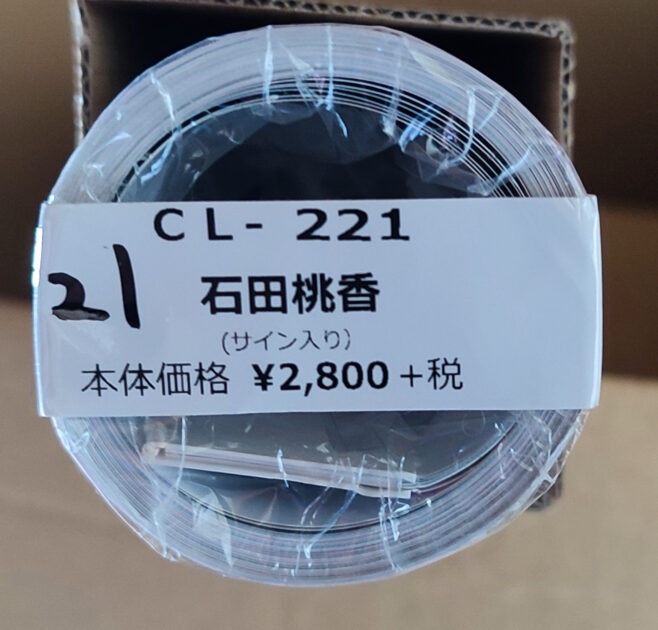 CL- 221
21
石田桃香
(サイン入り)
本体価格 ¥2,800+税